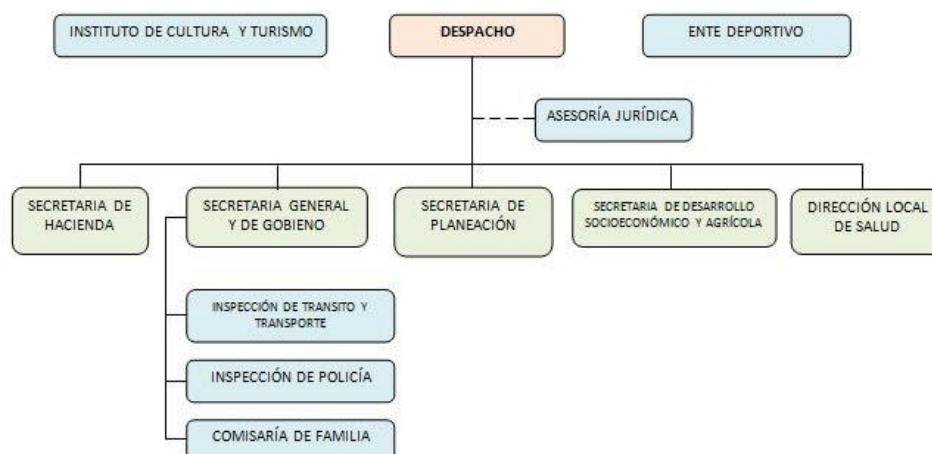 INSTITUTO DE CULTURA Y TURISMO
DESPACHO
ENTE DEPORTIVO
ASESORÍA JURÍDICA
SECRETARIA DE
HACIENDA
SECRETARIA GENERAL
Y DE GOBIENO
SECRETARIA DE
PLANEACIÓN
SECRETARIA DE DESARROLLO
SOCIOECONÓMICO Y AGRÍCOLA
DIRECCIÓN LOCAL
DE SALUD
INSPECCIÓN DE TRANSITO Y
TRANSPORTE
INSPECCIÓN DE POLICÍA
COMISARÍA DE FAMILIA